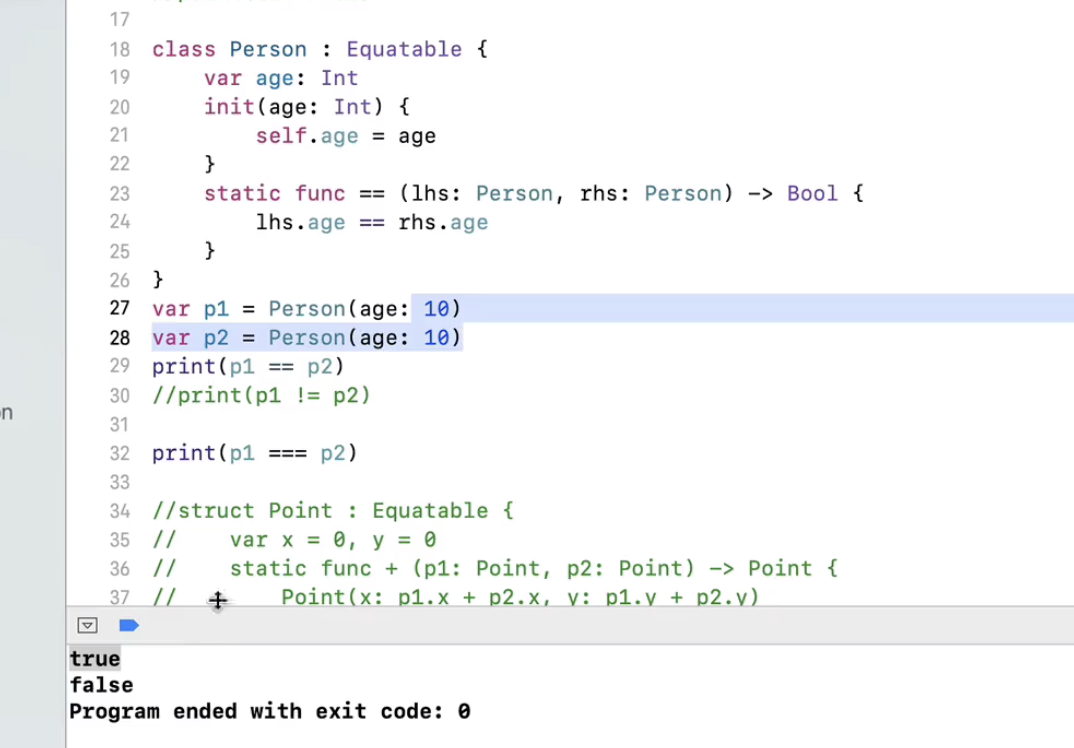 17
18 class Person : Equatable {
19     var age: Int
20     init(age: Int) {
21         self.age = age
22     }
23     static func == (lhs: Person, rhs: Person) -> Bool {
24         lhs.age == rhs.age
25     }
26 }
27 var p1 = Person(age: 10)
28 var p2 = Person(age: 10)
29 print(p1 == p2)
30 //print(p1 != p2)
31
32 print(p1 === p2)
33
34 //struct Point : Equatable {
35 //    var x = 0, y = 0
36 //    static func + (p1: Point, p2: Point) -> Point {
37 //        Point(x: p1.x + p2.x, y: p1.y + p2.y)
true
false
Program ended with exit code: 0